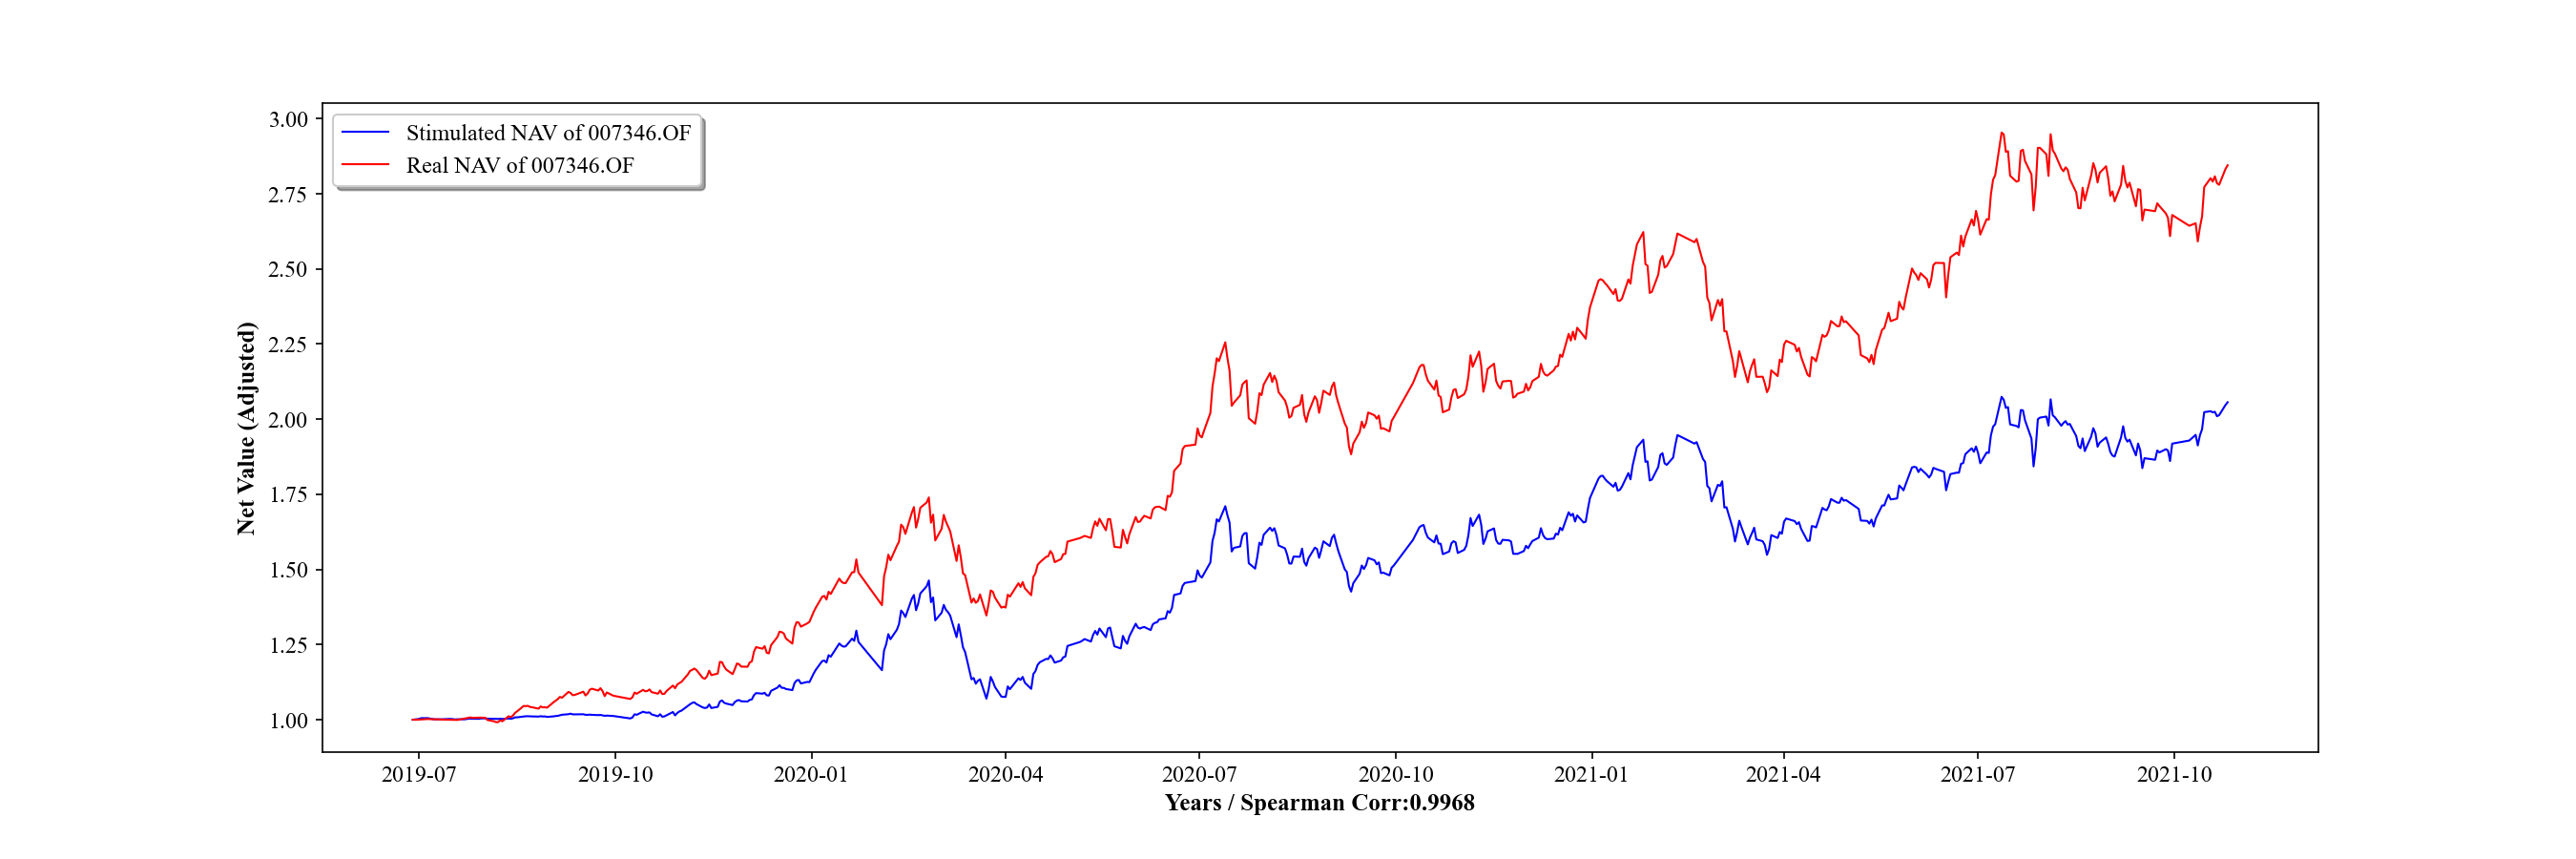 3.00
Stimulated NAV of 007346.OF
Real NAV of 007346.OF
2.75
2.50
2.25
2.00
1.75
1.50
1.25
1.00
Net Value (Adjusted)
2019-07 2019-10 2020-01 2020-04 2020-07 2020-10 2021-01 2021-04 2021-07 2021-10
Years / Spearman Corr:0.9968